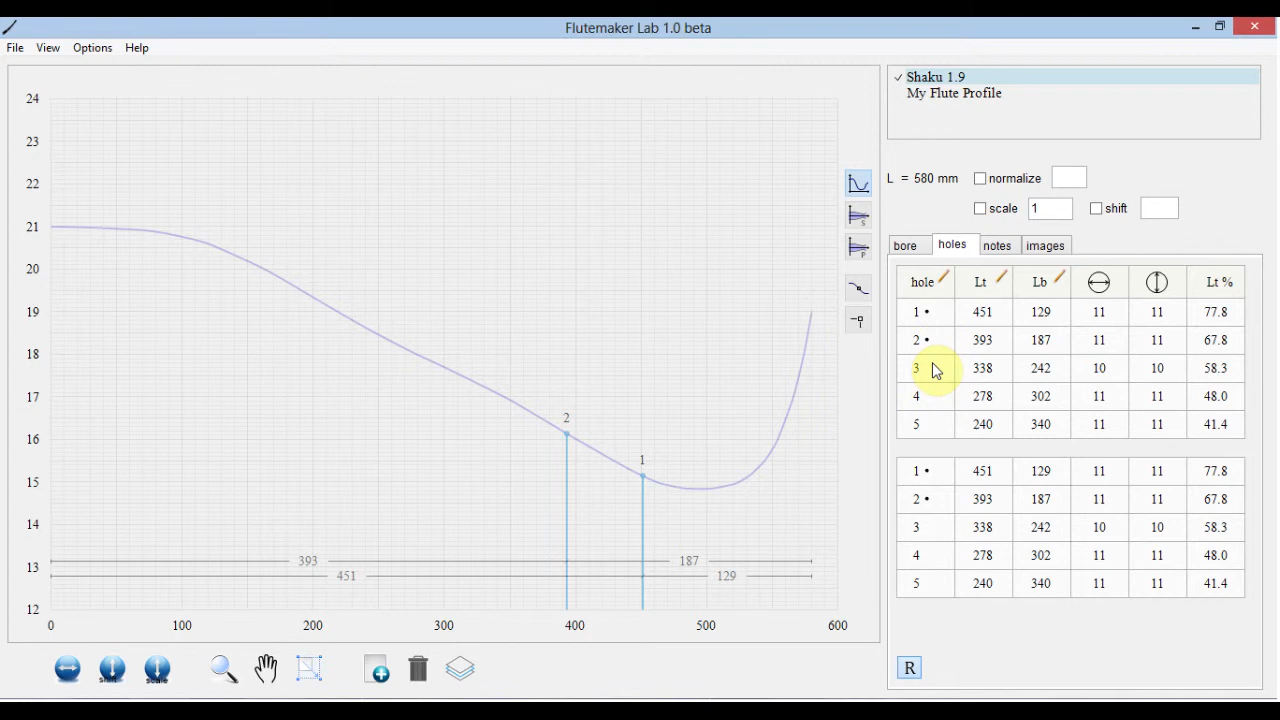 Flutemaker Lab 1.0 beta
File View Options Help
24
23
22
21
20
19
18
17
16
15
14
13
12
0 100 200 300 400 500 600
2
1
393 187
451 129
shift
scale
✓ Shaku 1.9
My Flute Profile
L = 580 mm normalize
scale 1 shift
bore holes notes images
hole Lt Lb Lt %
1 • 451 129 11 11 77.8
2 • 393 187 11 11 67.8
3 338 242 10 10 58.3
4 278 302 11 11 48.0
5 240 340 11 11 41.4
1 • 451 129 11 11 77.8
2 • 393 187 11 11 67.8
3 338 242 10 10 58.3
4 278 302 11 11 48.0
5 240 340 11 11 41.4
R
S
P